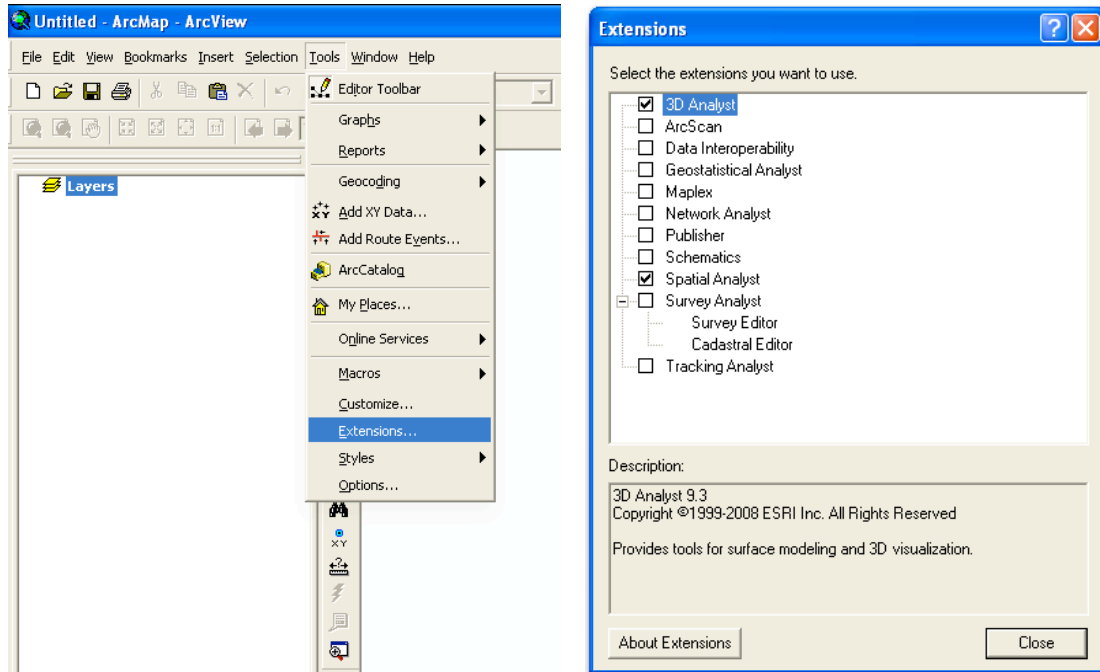 Untitled - ArcMap - ArcView
File Edit View Bookmarks Insert Selection Tools Window Help
Editor Toolbar
Graphs
Reports
Geocoding
Add XY Data...
Add Route Events...
ArcCatalog
My Places...
Online Services
Macros
Customize...
Extensions...
Styles
Options...
Layers
Extensions
Select the extensions you want to use.
3D Analyst
ArcScan
Data Interoperability
Geostatistical Analyst
Maplex
Network Analyst
Publisher
Schematics
Spatial Analyst
Survey Analyst
Survey Editor
Cadastral Editor
Tracking Analyst
Description:
3D Analyst 9.3
Copyright ©1999-2008 ESRI Inc. All Rights Reserved
Provides tools for surface modeling and 3D visualization.
About Extensions
Close